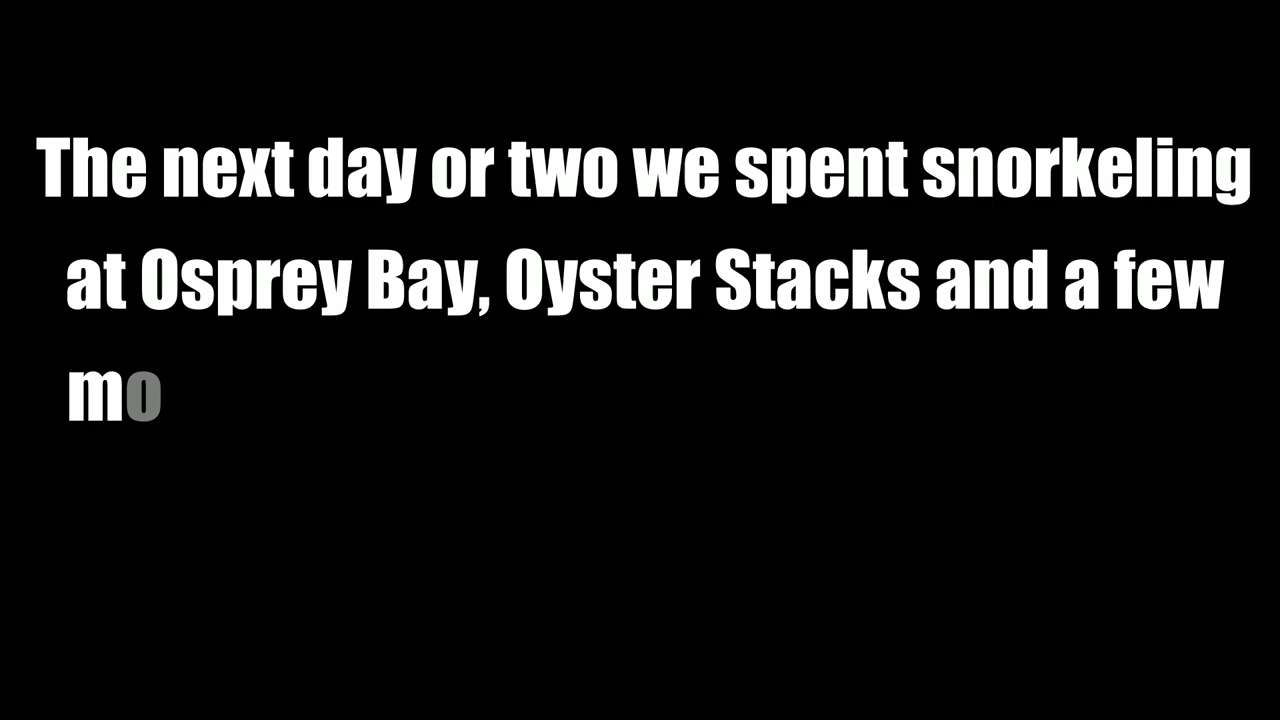 The next day or two we spent snorkeling
at Osprey Bay, Oyster Stacks and a few
mo